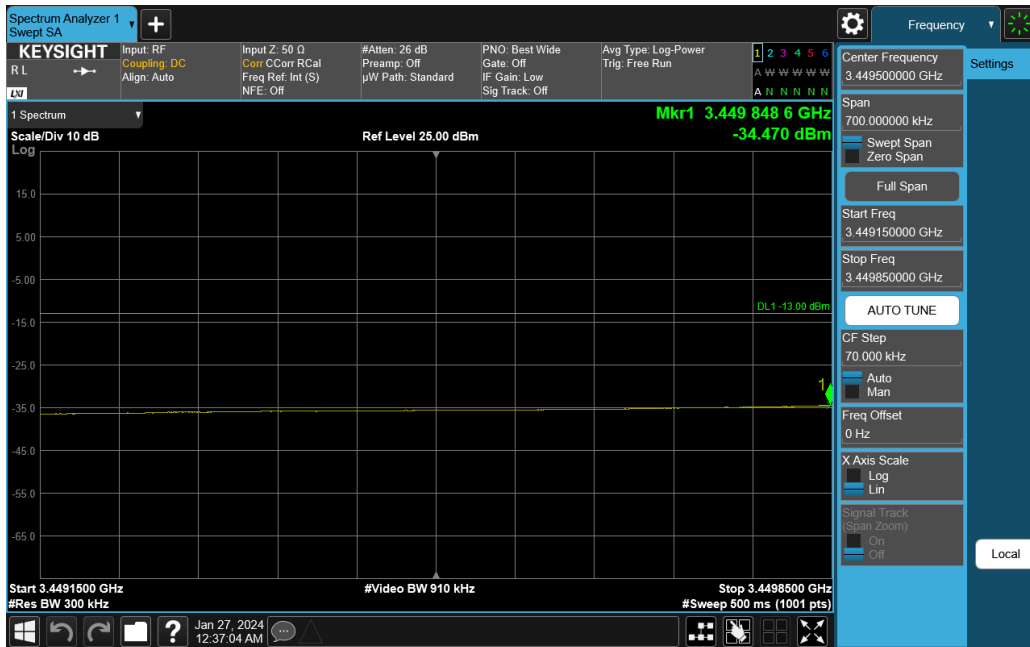 Spectrum Analyzer 1
Swept SA
Frequency
KEYSIGHT
R L
LXI
Input: RF
Coupling: DC
Align: Auto
Input Z: 50 Ω
Corr CCorr RCal
Freq Ref: Int (S)
NFE: Off
#Atten: 26 dB
Preamp: Off
µW Path: Standard
PNO: Best Wide
Gate: Off
IF Gain: Low
Sig Track: Off
Avg Type: Log-Power
Trig: Free Run
1 2 3 4 5 6
A W W W W W
A N N N N N
1 Spectrum
Mkr1 3.449 848 6 GHz
-34.470 dBm
Scale/Div 10 dB
Ref Level 25.00 dBm
Log
15.0
5.00
-5.00
DL1 -13.00 dBm
-15.0
-25.0
1
-35.0
-45.0
-55.0
-65.0
Start 3.4491500 GHz
#Video BW 910 kHz
Stop 3.4498500 GHz
#Res BW 300 kHz
#Sweep 500 ms (1001 pts)
?
Jan 27, 2024
12:37:04 AM
Center Frequency
3.449500000 GHz
Settings
Span
700.000000 kHz
Swept Span
Zero Span
Full Span
Start Freq
3.449150000 GHz
Stop Freq
3.449850000 GHz
AUTO TUNE
CF Step
70.000 kHz
Auto
Man
Freq Offset
0 Hz
X Axis Scale
Log
Lin
Signal Track
(Span Zoom)
On
Off
Local